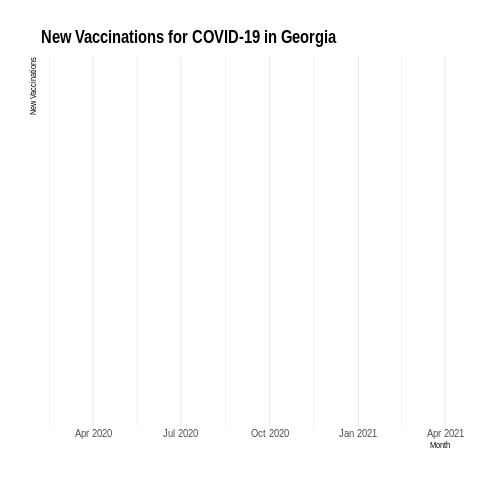 New Vaccinations for COVID-19 in Georgia
New Vaccinations
Apr 2020
Jul 2020
Oct 2020
Jan 2021
Apr 2021
Month